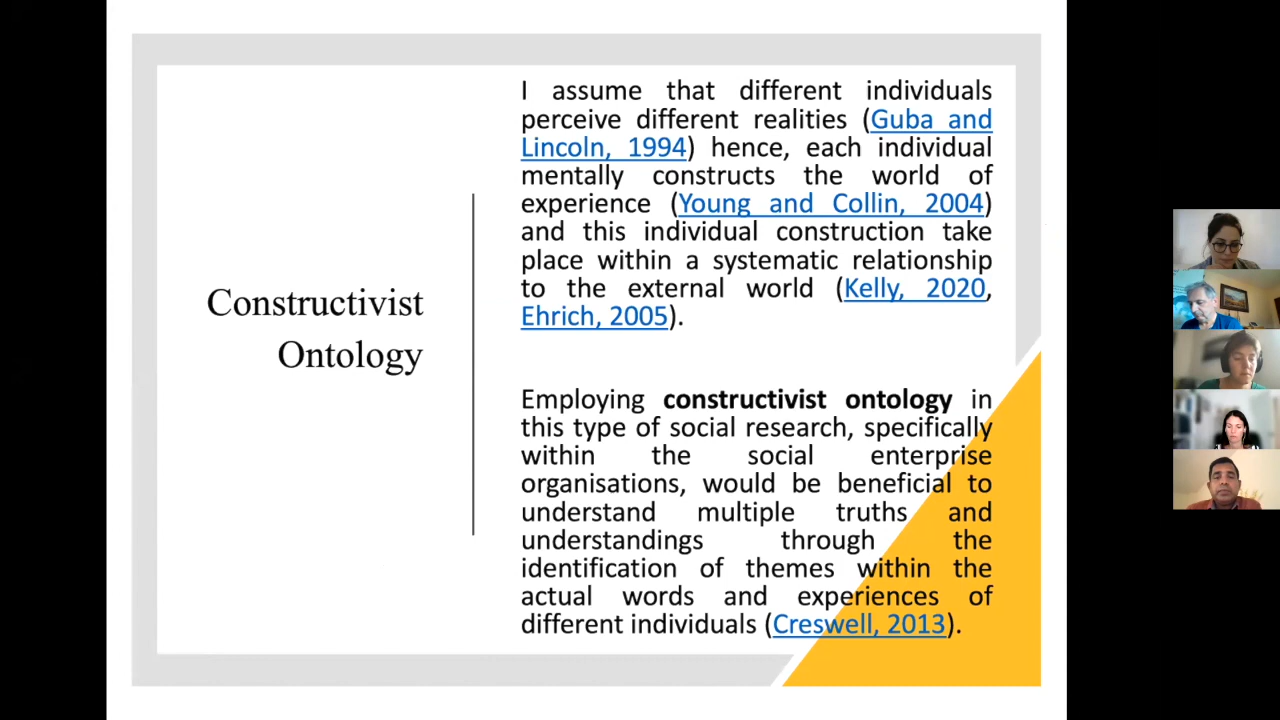 Constructivist
Ontology
I assume that different individuals
perceive different realities (Guba and
Lincoln, 1994) hence, each individual
mentally constructs the world of
experience (Young and Collin, 2004)
and this individual construction take
place within a systematic relationship
to the external world (Kelly, 2020,
Ehrich, 2005).
Employing constructivist ontology in
this type of social research, specifically
within the social enterprise
organisations, would be beneficial to
understand multiple truths and
understandings through the
identification of themes within the
actual words and experiences of
different individuals (Creswell, 2013).